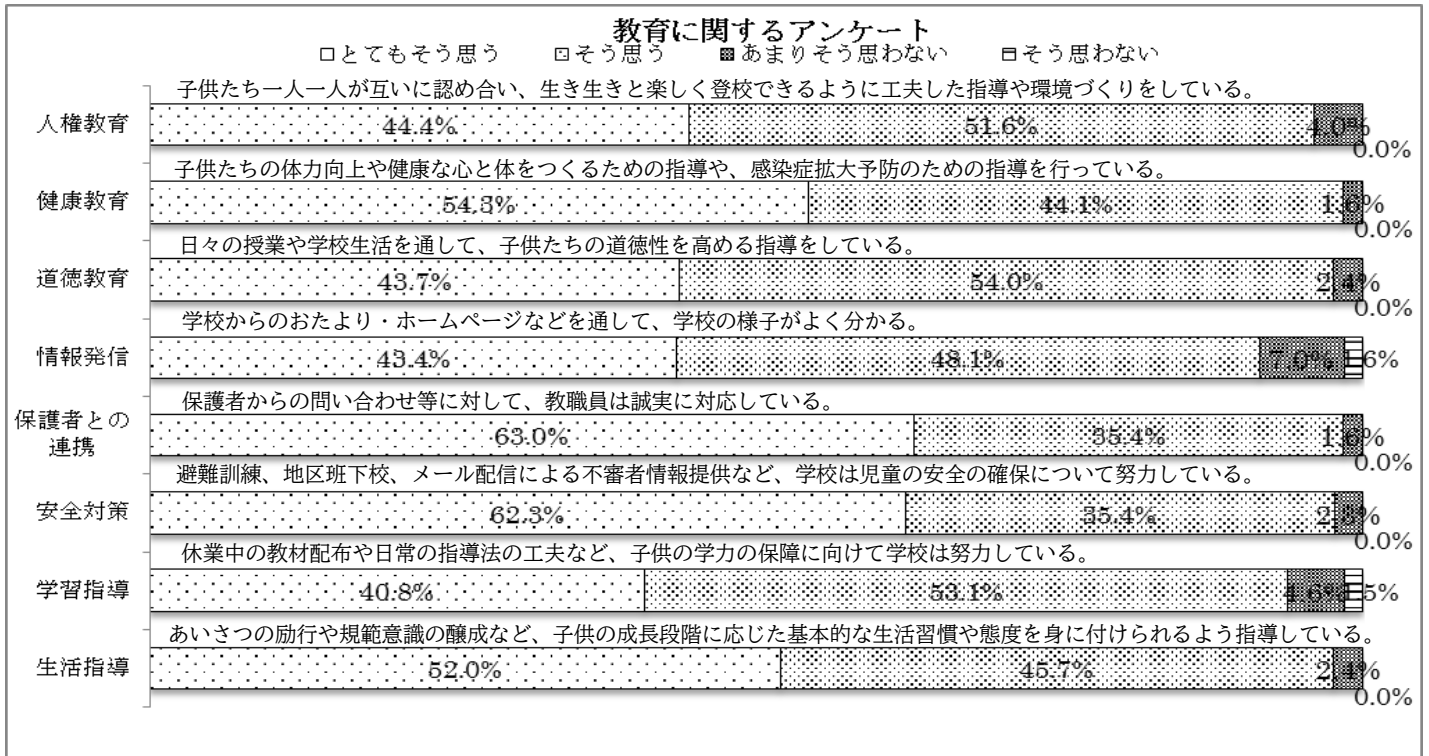 教育に関するアンケート
□とてもそう思う ⊡そう思う ▩あまりそう思わない ⊟そう思わない
子供たち一人一人が互いに認め合い、生き生きと楽しく登校できるように工夫した指導や環境づくりをしている。
人権教育 44.4% 51.6% 4.0%
0.0%
子供たちの体力向上や健康な心と体をつくるための指導や、感染症拡大予防のための指導を行っている。
健康教育 54.3% 44.1% 1.6%
0.0%
日々の授業や学校生活を通して、子供たちの道徳性を高める指導をしている。
道徳教育 43.7% 54.0% 2.4%
0.0%
学校からのおたより・ホームページなどを通して、学校の様子がよく分かる。
情報発信 43.4% 48.1% 7.0% 1.6%
保護者からの問い合わせ等に対して、教職員は誠実に対応している。
保護者との
連携 63.0% 35.4% 1.6%
0.0%
避難訓練、地区班下校、メール配信による不審者情報提供など、学校は児童の安全の確保について努力している。
安全対策 62.3% 35.4% 2.3%
0.0%
休業中の教材配布や日常の指導法の工夫など、子供の学力の保障に向けて学校は努力している。
学習指導 40.8% 53.1% 4.6% 1.5%
あいさつの励行や規範意識の醸成など、子供の成長段階に応じた基本的な生活習慣や態度を身に付けられるよう指導している。
生活指導 52.0% 45.7% 2.4%
0.0%